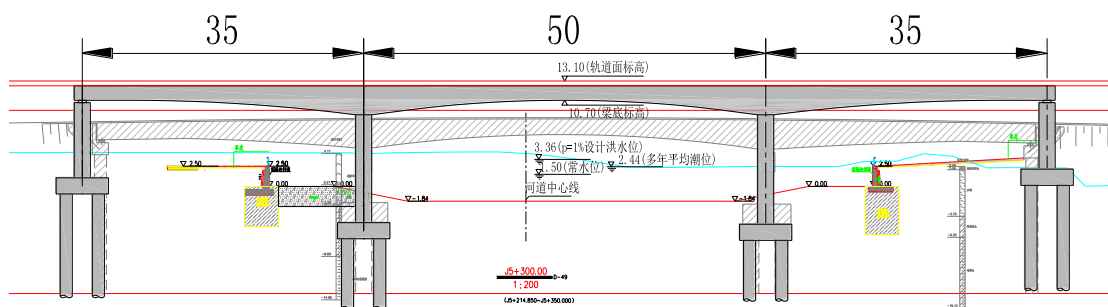 35
50
35
13.10(轨道面标高)
10.70(梁底标高)
3.36(p=1%设计洪水位)
2.44(多年平均潮位)
1.50(常水位)
河道中心线
2.50
2.50
2.50
0.00
0.00
0.00
-1.84
-1.84
J5+300.00
D-49
1:200
(J5+214.850~J5+350.000)